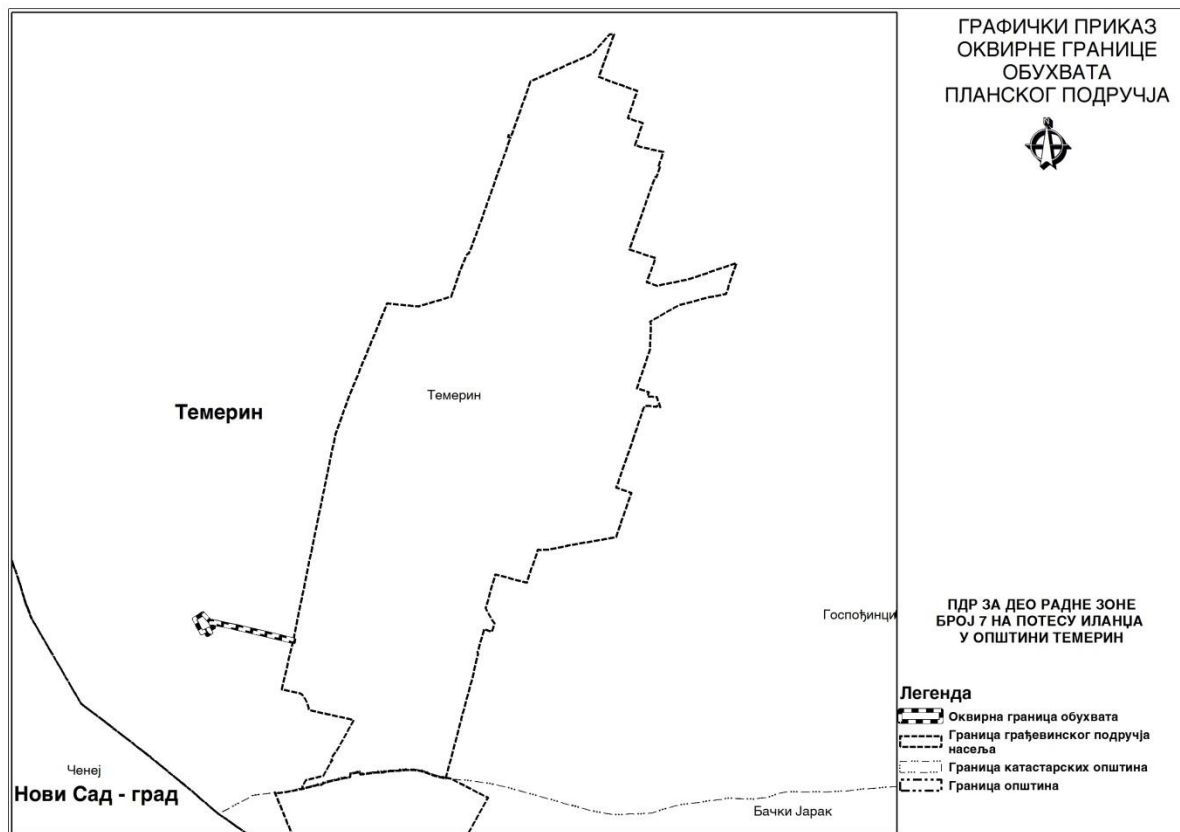 ГРАФИЧКИ ПРИКАЗ
ОКВИРНЕ ГРАНИЦЕ
ОБУХВАТА
ПЛАНСКОГ ПОДРУЧЈА
Темерин
Темерин
Госпођинци
ПДР ЗА ДЕО РАДНЕ ЗОНЕ
БРОЈ 7 НА ПОТЕСУ ИЛАНЏА
У ОПШТИНИ ТЕМЕРИН
Ченеј
Нови Сад - град
Бачки Јарак
Легенда
Оквирна граница обухвата
Граница грађевинског подручја
насеља
Граница катастарских општина
Граница општина